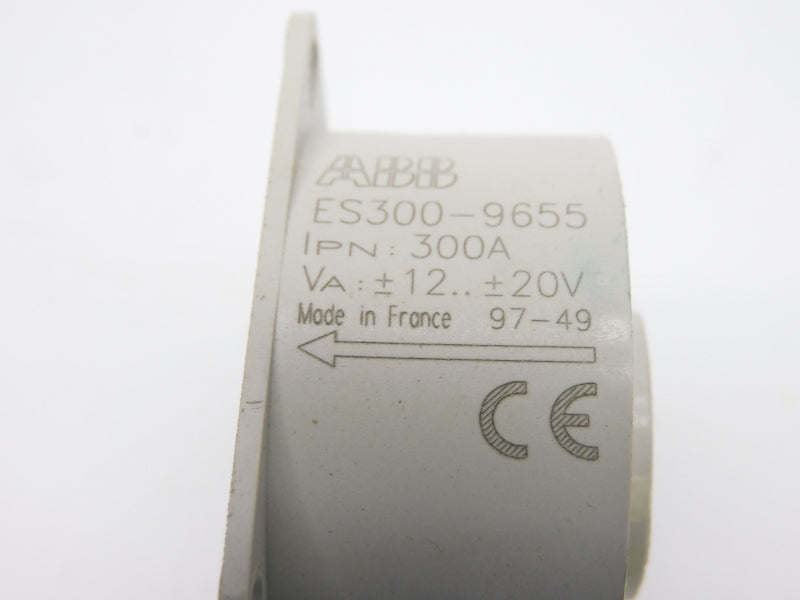 ABB
ES300-9655
IPN: 300A
VA: ±12.. ±20V
Made in France 97-49
CE